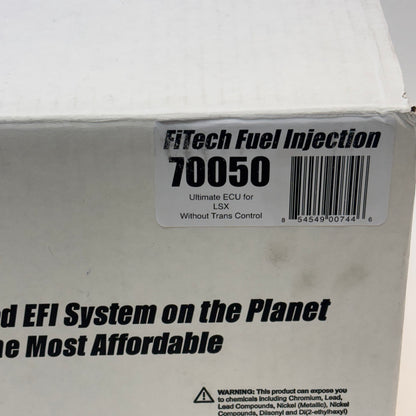 FiTech Fuel Injection
70050
Ultimate ECU for
LSX
Without Trans Control
8 54549 00744 6
EFI System on the Planet
Most Affordable
WARNING: This product can expose you
to chemicals including Chromium, Lead,
Lead Compounds, Nickel (Metallic), Nickel
Compounds, Diisonyl and Di(2-ethylhexyl)